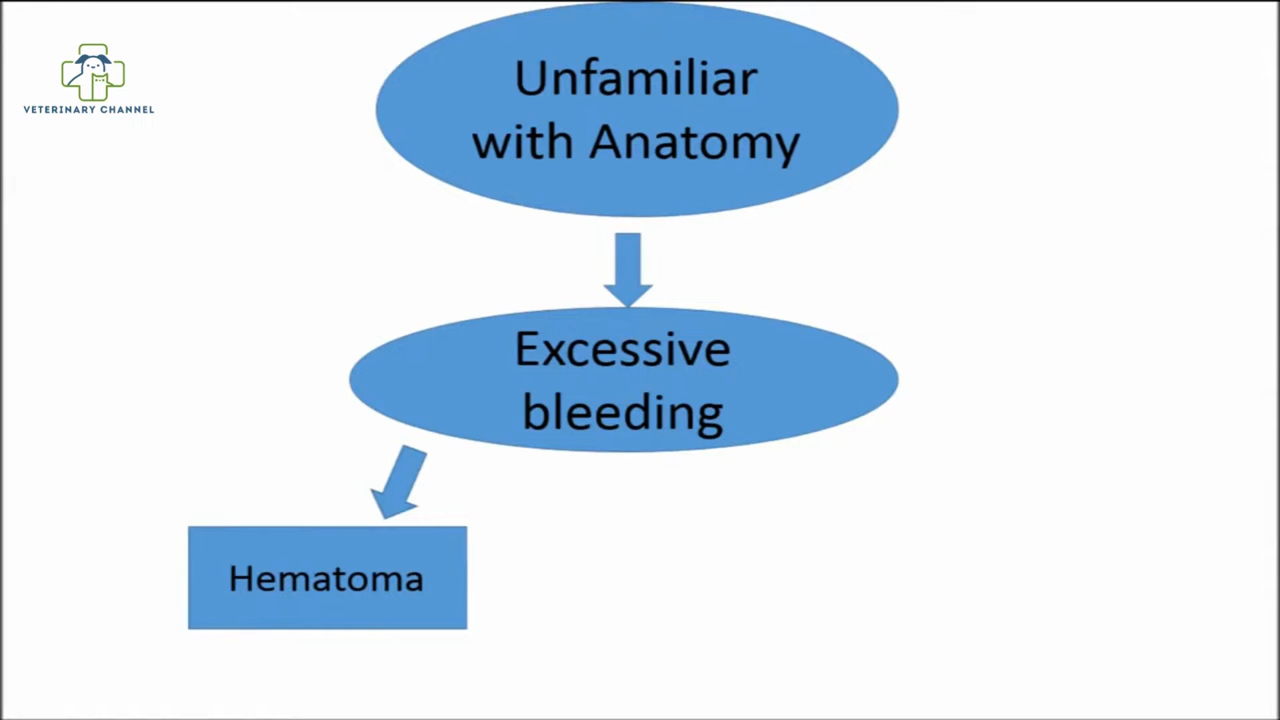 VETERINARY CHANNEL
Unfamiliar
with Anatomy
Excessive
bleeding
Hematoma